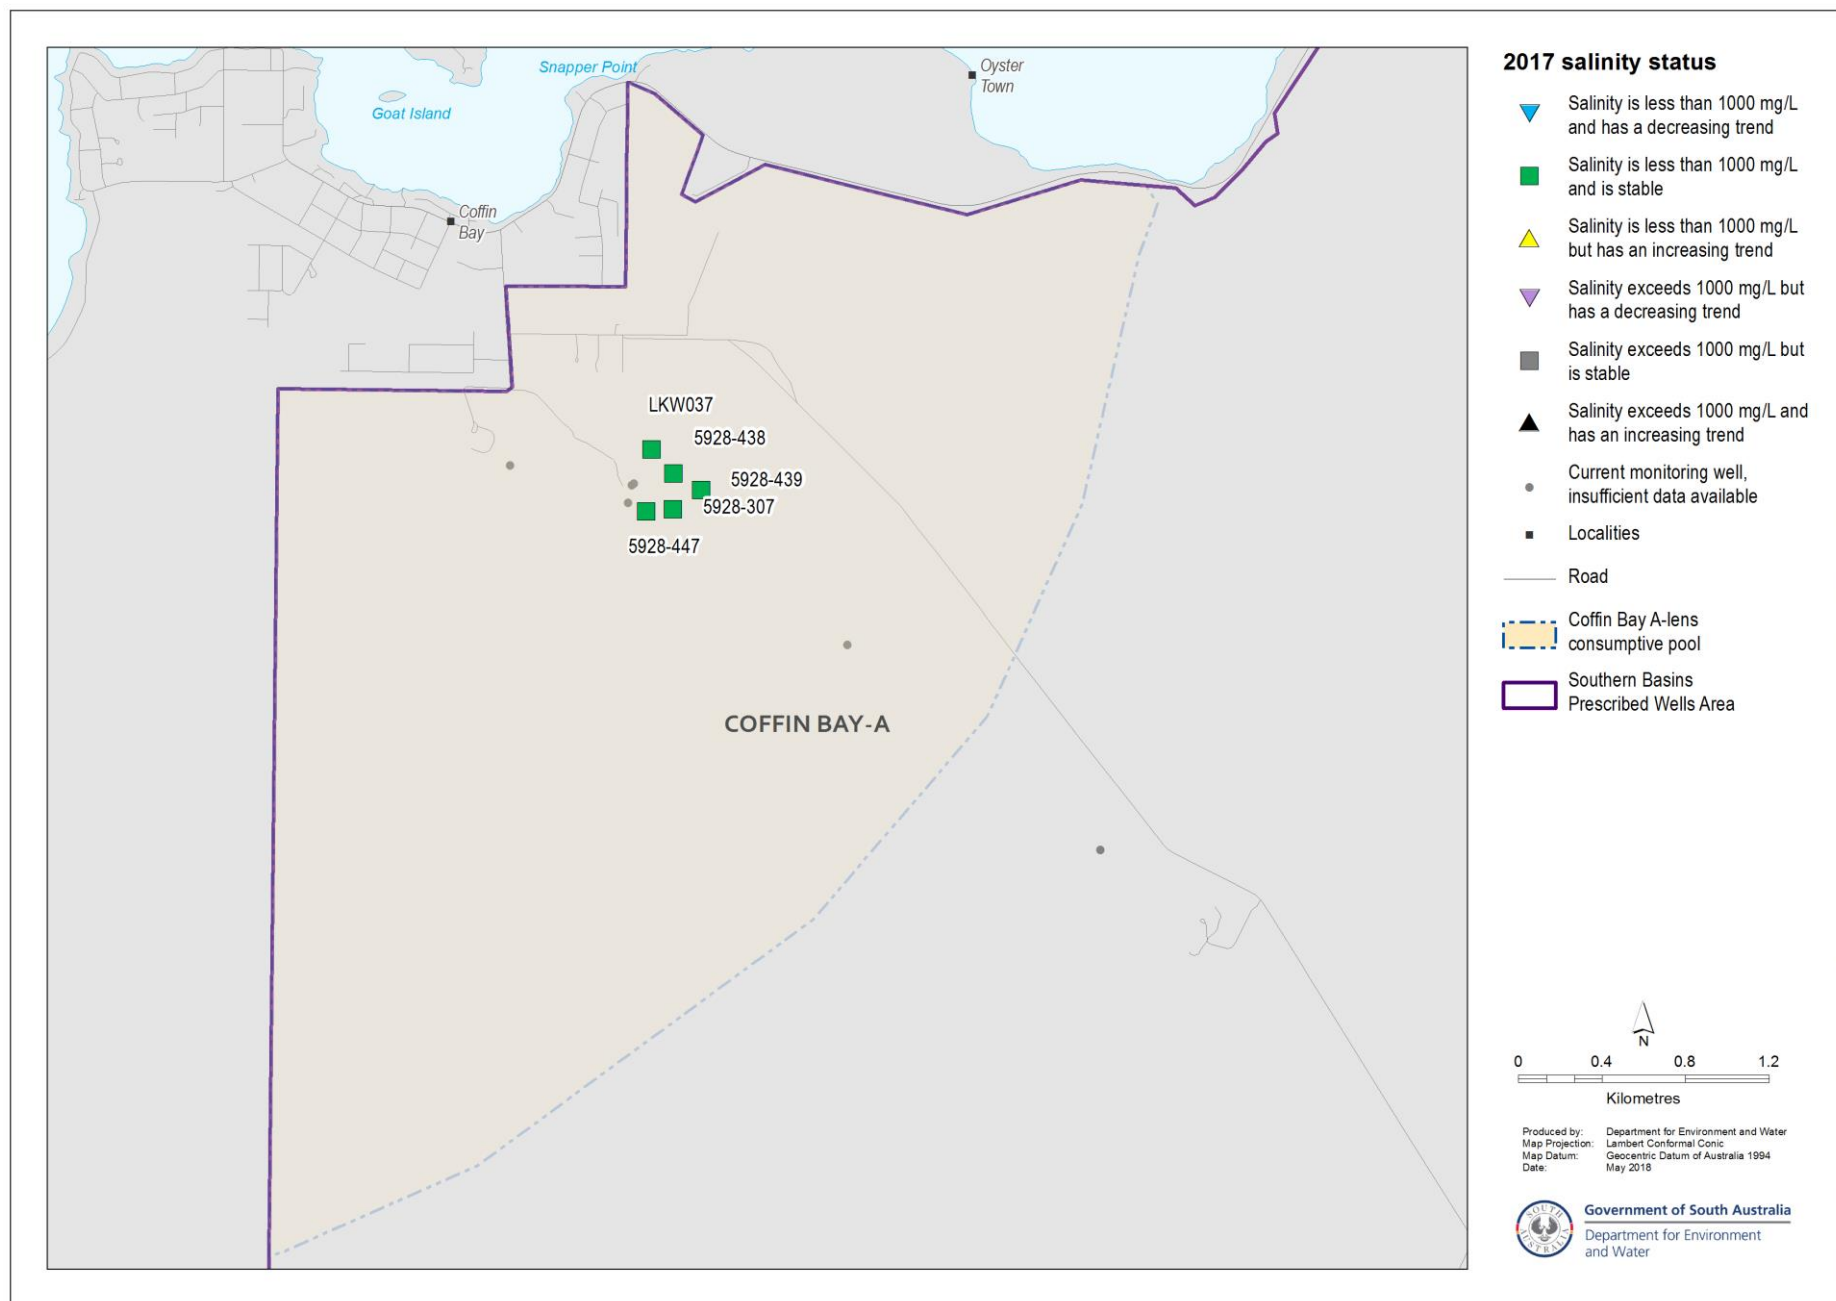 Snapper Point
Oyster
Town
Goat Island
Coffin
Bay
LKW037
5928-438
5928-439
5928-307
5928-447
COFFIN BAY-A
2017 salinity status
Salinity is less than 1000 mg/L
and has a decreasing trend
Salinity is less than 1000 mg/L
and is stable
Salinity is less than 1000 mg/L
but has an increasing trend
Salinity exceeds 1000 mg/L but
has a decreasing trend
Salinity exceeds 1000 mg/L but
is stable
Salinity exceeds 1000 mg/L and
has an increasing trend
Current monitoring well,
insufficient data available
Localities
Road
Coffin Bay A-lens
consumptive pool
Southern Basins
Prescribed Wells Area
N
0 0.4 0.8 1.2
Kilometres
Produced by: Department for Environment and Water
Map Projection: Lambert Conformal Conic
Map Datum: Geocentric Datum of Australia 1994
Date: May 2018
SOUTH AUSTRALIA
Government of South Australia
Department for Environment
and Water